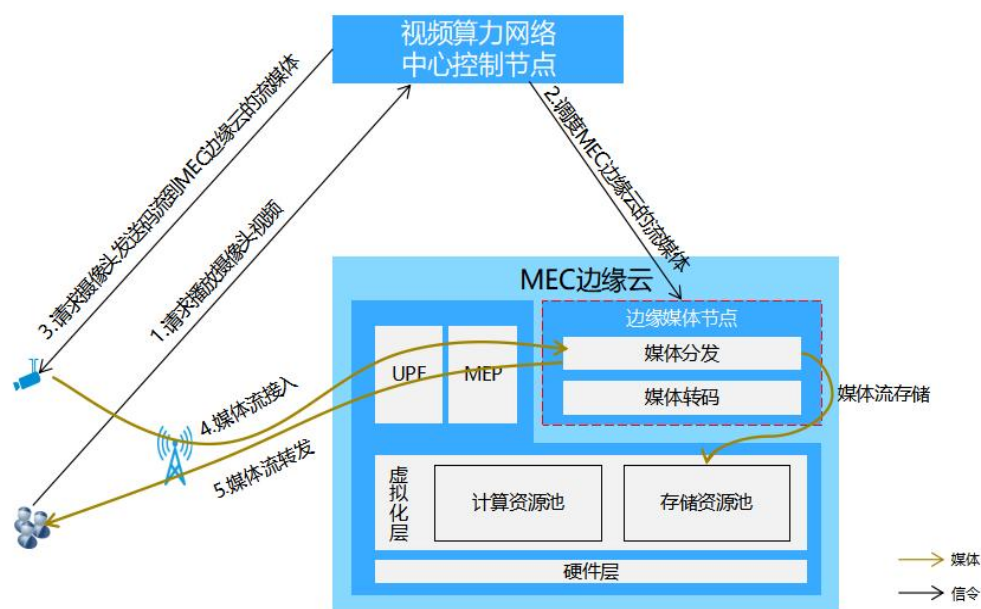 视频算力网络
中心控制节点
3.请求摄像头发送码流到MEC边缘云的流媒体
1.请求播放摄像头视频
2.调度MEC边缘云的流媒体
MEC边缘云
边缘媒体节点
UPF
MEP
媒体分发
媒体转码
媒体流存储
4.媒体流接入
5.媒体流转发
虚拟化层
计算资源池
存储资源池
硬件层
媒体
信令